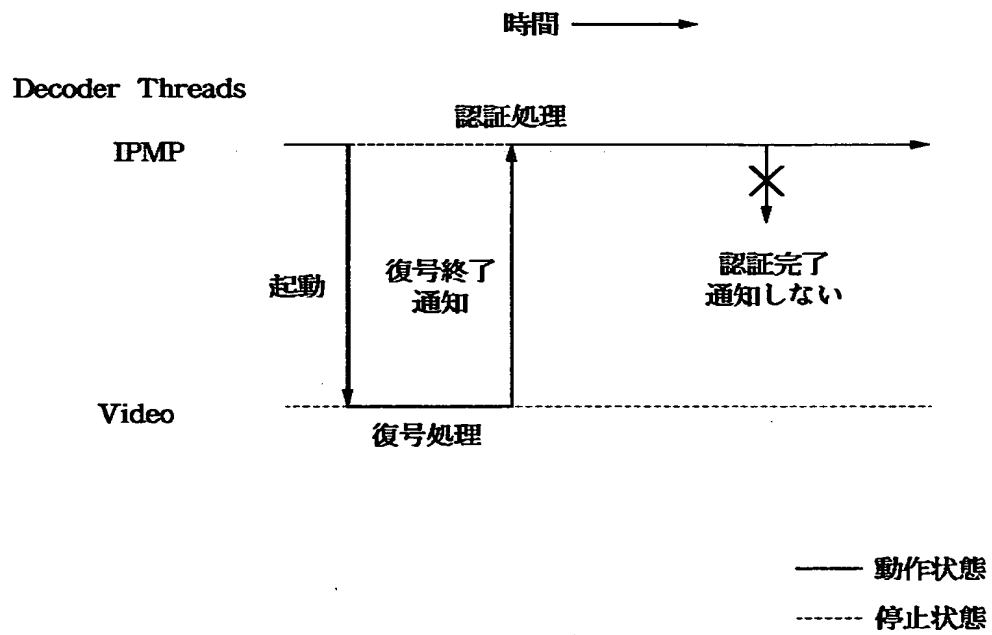 時間
Decoder Threads
認証処理
IPMP
起動
復号終了
通知
認証完了
通知しない
Video
復号処理
動作状態
停止状態